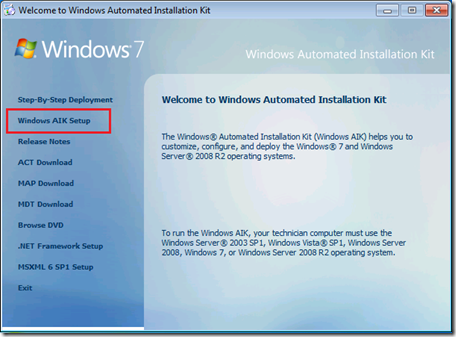 Welcome to Windows Automated Installation Kit
Windows 7
Windows Automated Installation Kit
Step-By-Step Deployment
Windows AIK Setup
Release Notes
ACT Download
MAP Download
MDT Download
Browse DVD
.NET Framework Setup
MSXML 6 SP1 Setup
Exit
Welcome to Windows Automated Installation Kit
The Windows® Automated Installation Kit (Windows AIK) helps you to
customize, configure, and deploy the Windows® 7 and Windows
Server® 2008 R2 operating systems.
To run the Windows AIK, your technician computer must use the
Windows Server® 2003 SP1, Windows Vista® SP1, Windows Server
2008, Windows 7, or Windows Server 2008 R2 operating system.